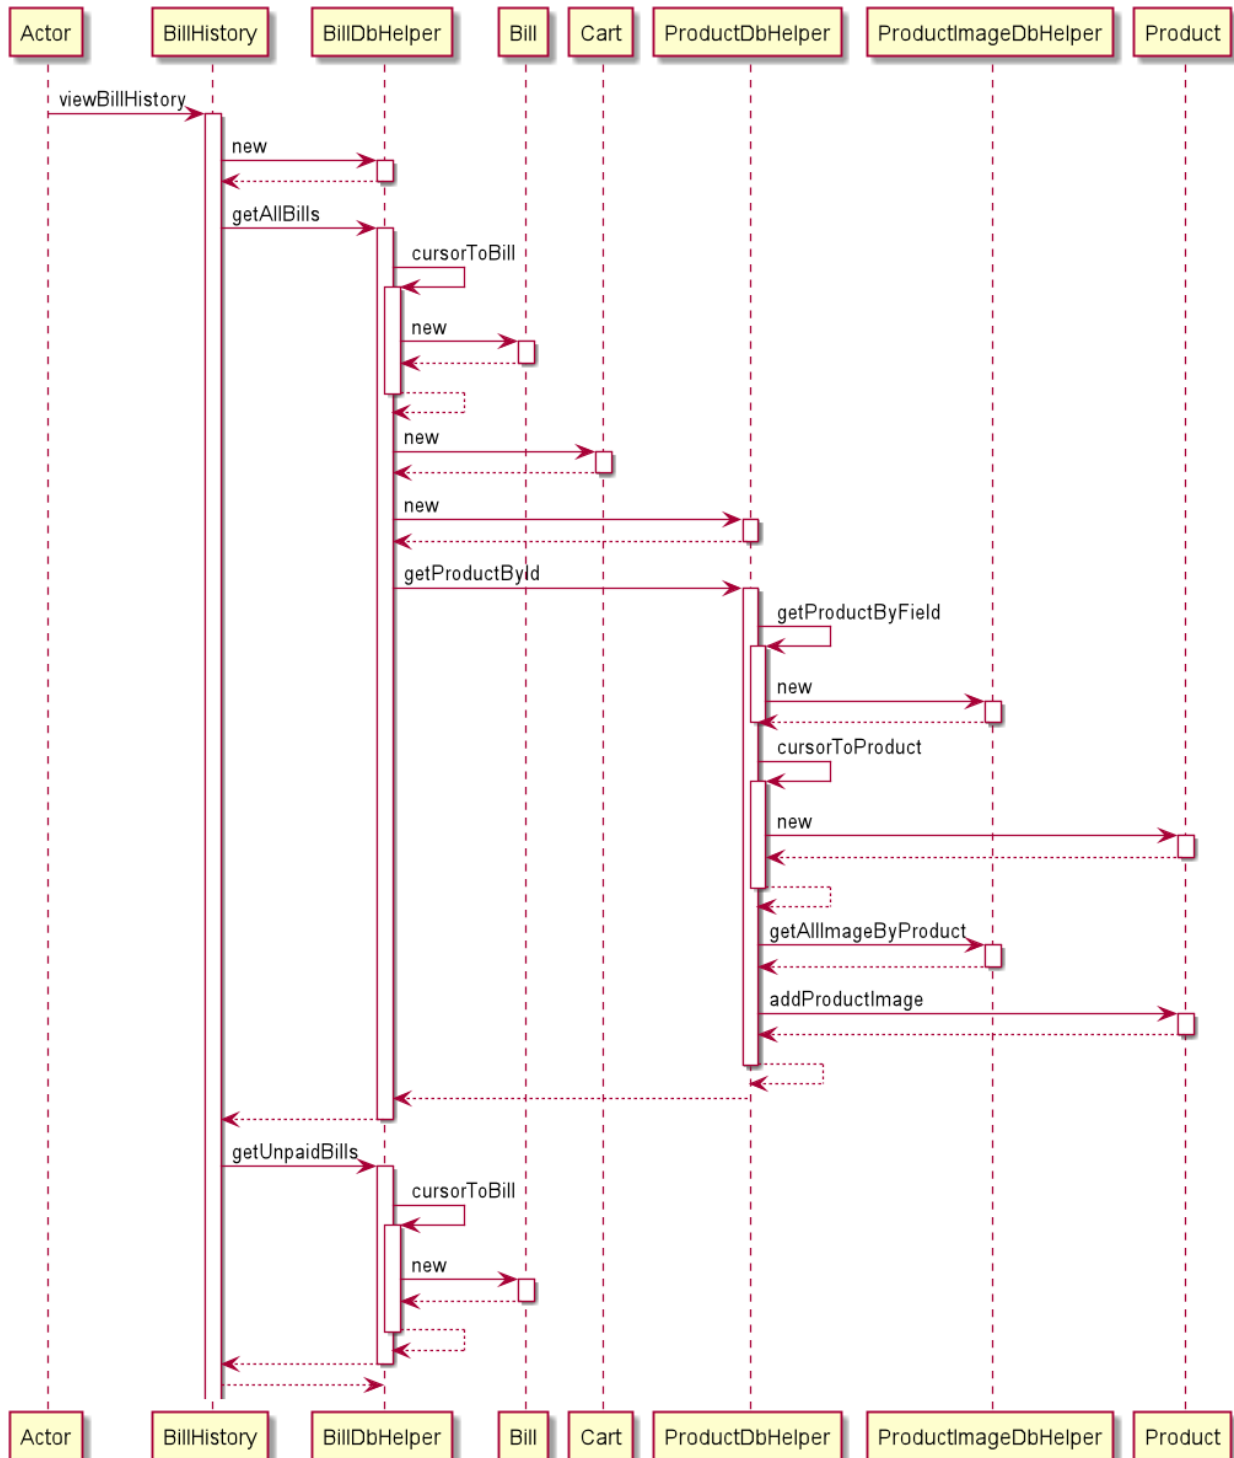 Actor BillHistory BillDbHelper Bill Cart ProductDbHelper ProductImageDbHelper Product
viewBillHistory
new
getAllBills
cursorToBill
new
new
new
getProductById
getProductByField
new
cursorToProduct
new
getAllImageByProduct
addProductImage
getUnpaidBills
cursorToBill
new
Actor BillHistory BillDbHelper Bill Cart ProductDbHelper ProductImageDbHelper Product